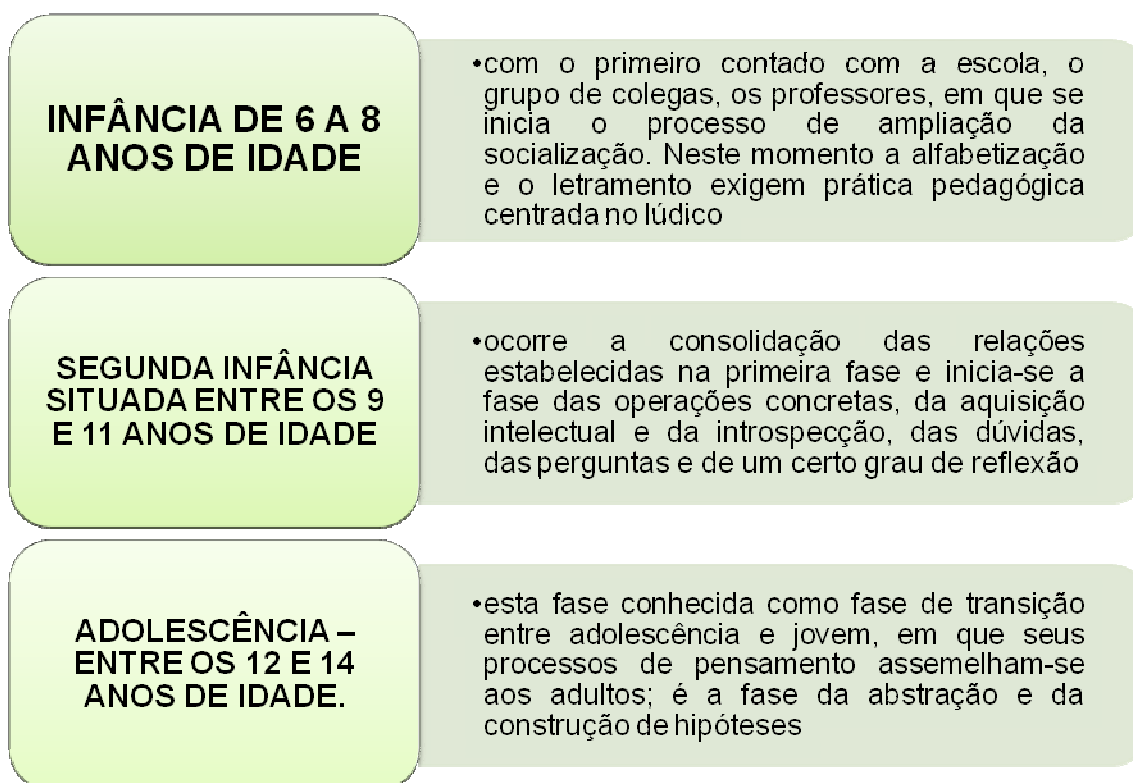 INFÂNCIA DE 6 A 8
ANOS DE IDADE
•com o primeiro contado com a escola, o
grupo de colegas, os professores, em que se
inicia o processo de ampliação da
socialização. Neste momento a alfabetização
e o letramento exigem prática pedagógica
centrada no lúdico
SEGUNDA INFÂNCIA
SITUADA ENTRE OS 9
E 11 ANOS DE IDADE
•ocorre a consolidação das relações
estabelecidas na primeira fase e inicia-se a
fase das operações concretas, da aquisição
intelectual e da introspecção, das dúvidas,
das perguntas e de um certo grau de reflexão
ADOLESCÊNCIA –
ENTRE OS 12 E 14
ANOS DE IDADE.
•esta fase conhecida como fase de transição
entre adolescência e jovem, em que seus
processos de pensamento assemelham-se
aos adultos; é a fase da abstração e da
construção de hipóteses